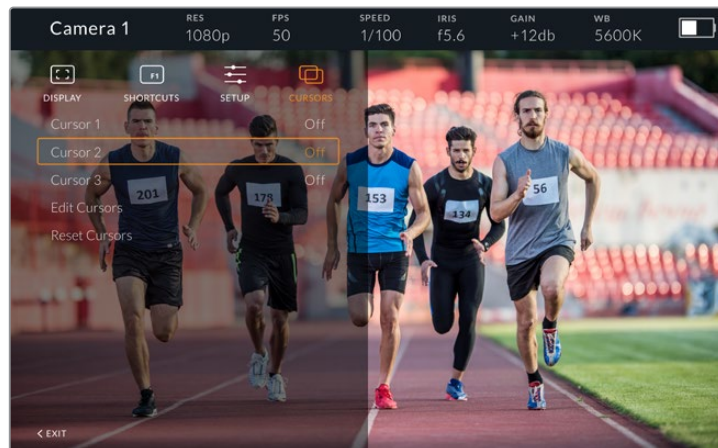 Camera 1
RES
1080p
FPS
50
SPEED
1/100
IRIS
f5.6
GAIN
+12db
WB
5600K
F1
DISPLAY
SHORTCUTS
SETUP
CURSORS
Cursor 1 Off
Cursor 2 Off
Cursor 3 Off
Edit Cursors
Reset Cursors
201
178
153
134
56
< EXIT